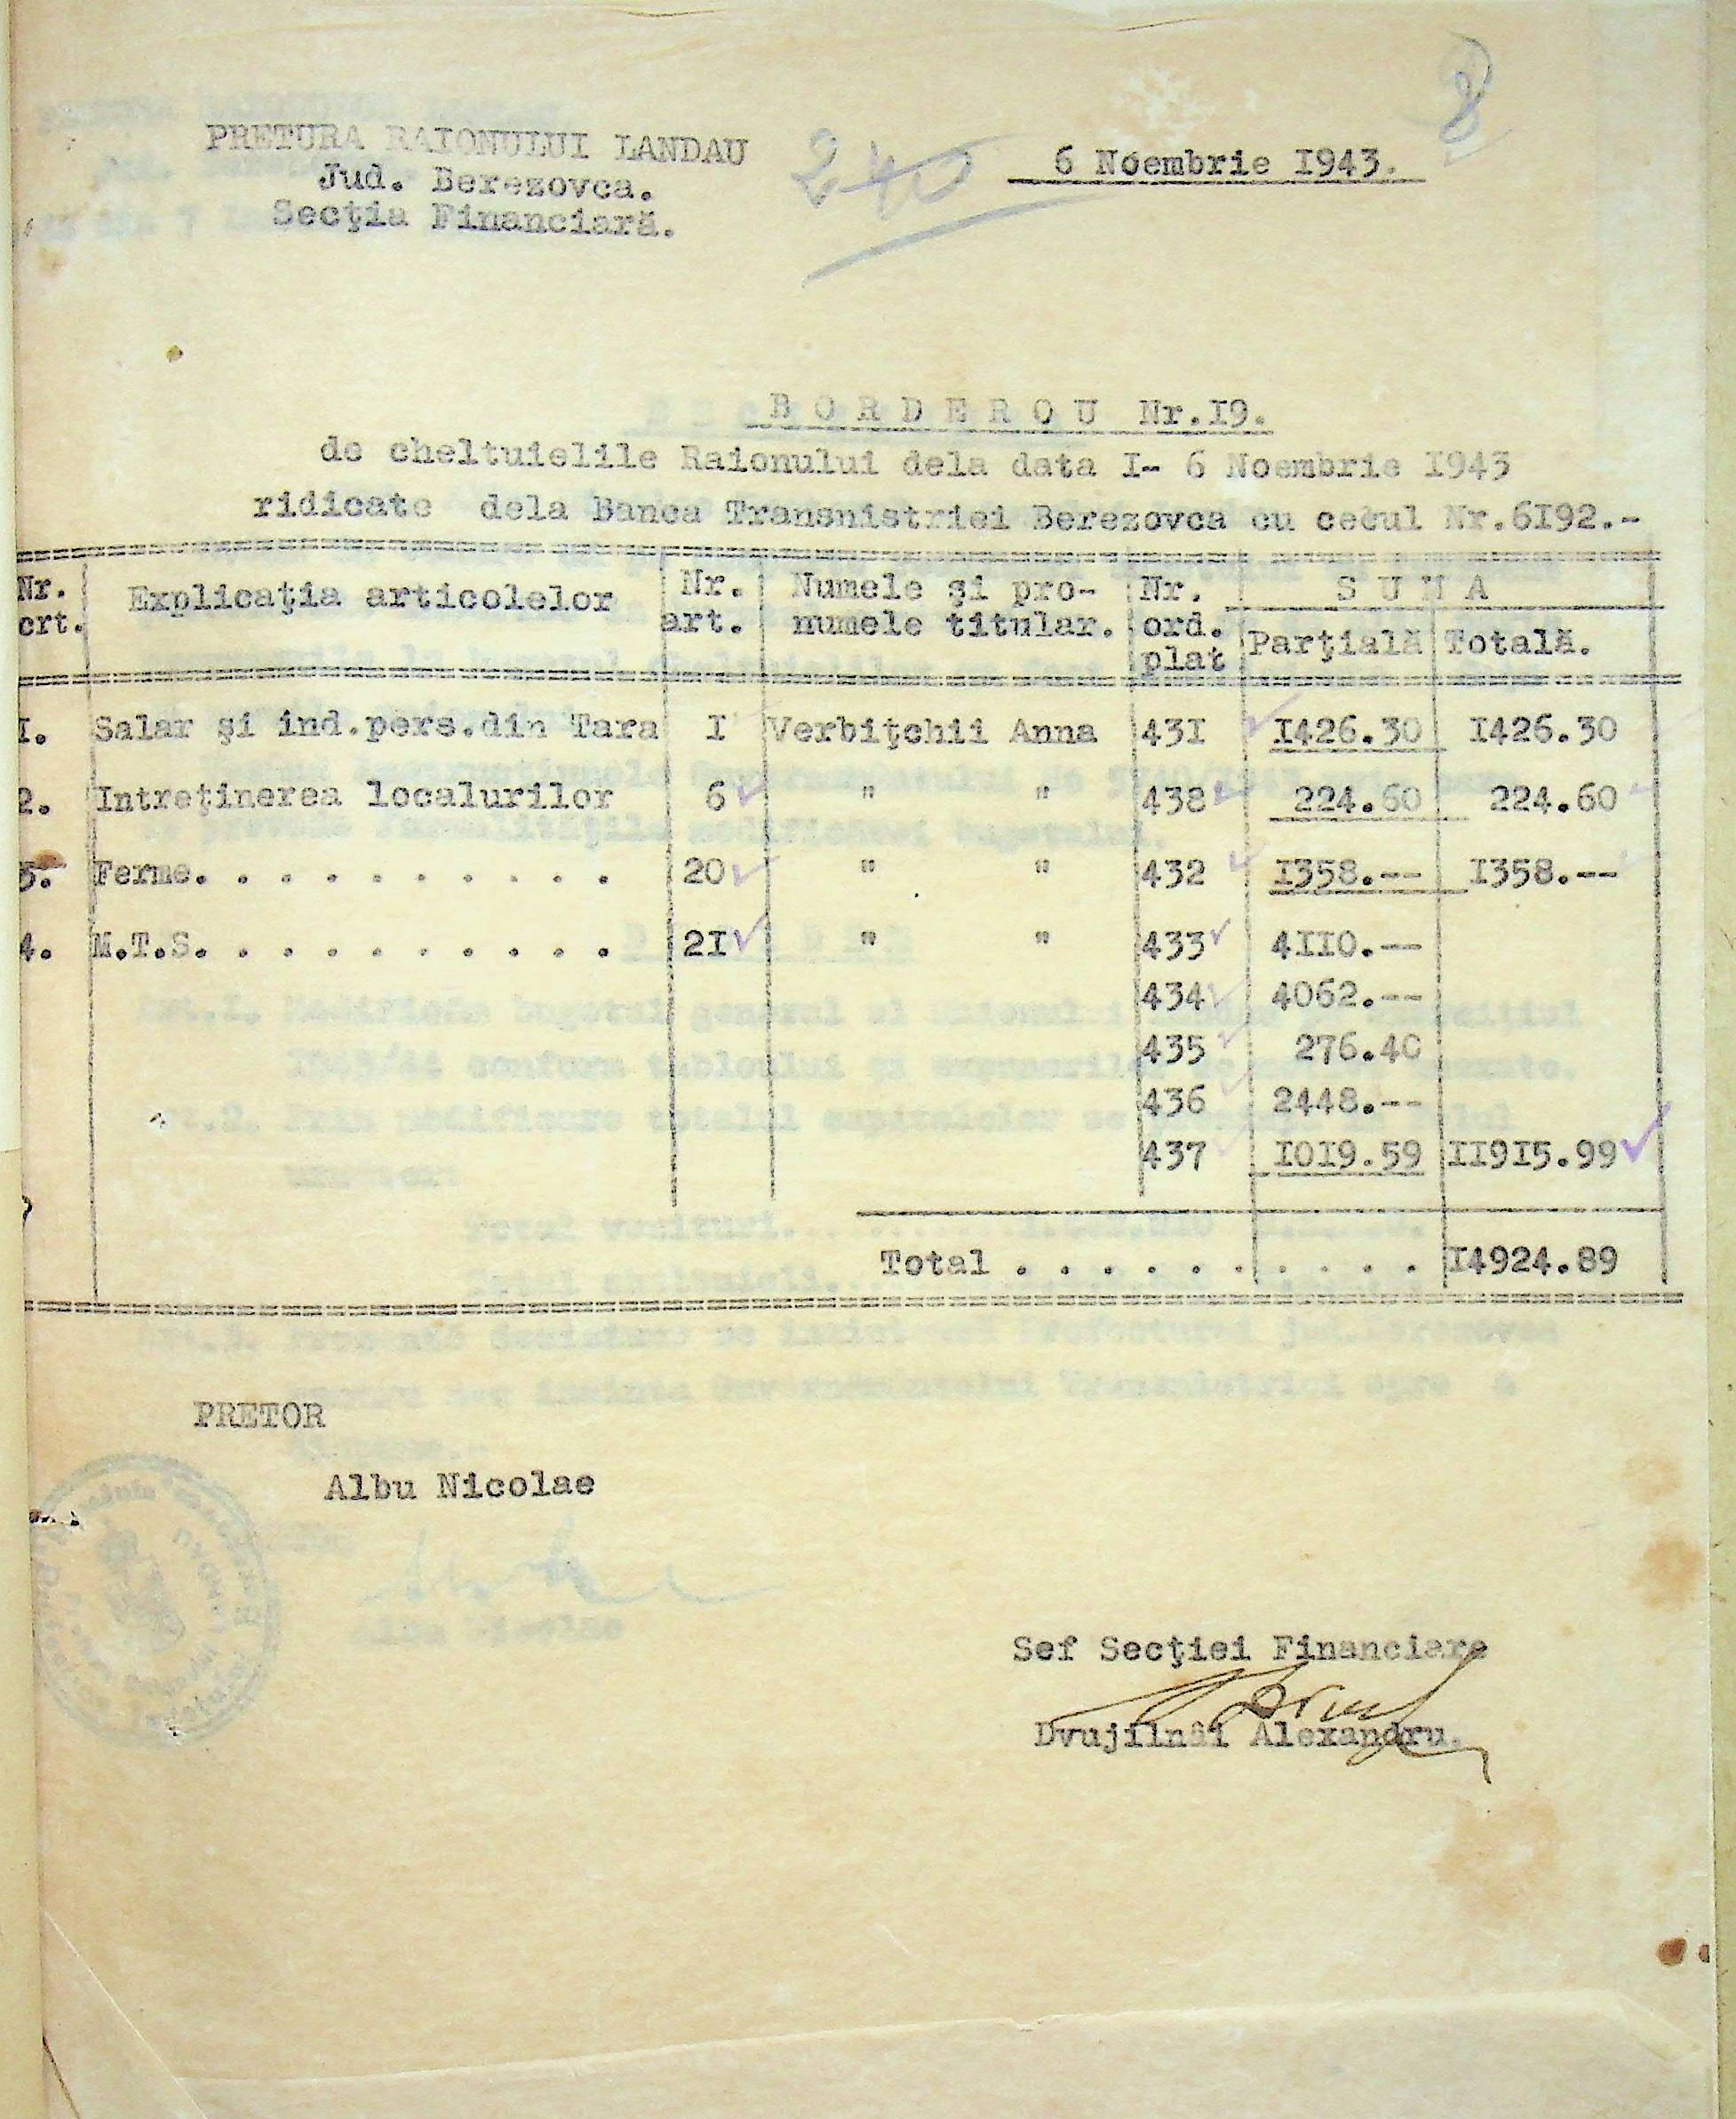 8
PRETURA RAIONULUI LANDAU
240
6 Noembrie I943.
Jud. Berezovca.
Secţia Financiară.
B O R D E R O U Nr.I9.
de cheltuielile Raionului dela data I- 6 Noembrie I943
ridicate dela Banca Transnistriei Berezovca cu cecul Nr.6I92.-
Nr. crt. Explicaţia articolelor Nr. art. Numele şi pro-numele titular. Nr. ord. plat S U M A Parţială Totală.
I. Salar şi ind.pers.din Tara I Verbiţchii Anna 43I I426.30 I426.30
2. Intreţinerea localurilor 6 " " 438 224.60 224.60
3. Ferme. . . . . . . . . . 20 " " 432 I358.-- I358.--
4. M.T.S. . . . . . . . . . 2I " " 433 4II0.--
434 4062.--
435 276.40
436 2448.--
437 I0I9.59 II9I5.99
Total . . . . . . . . . . I4924.89
PRETOR
Albu Nicolae
Sef Secţiei Financiare
Dvujilnâi Alexandru.